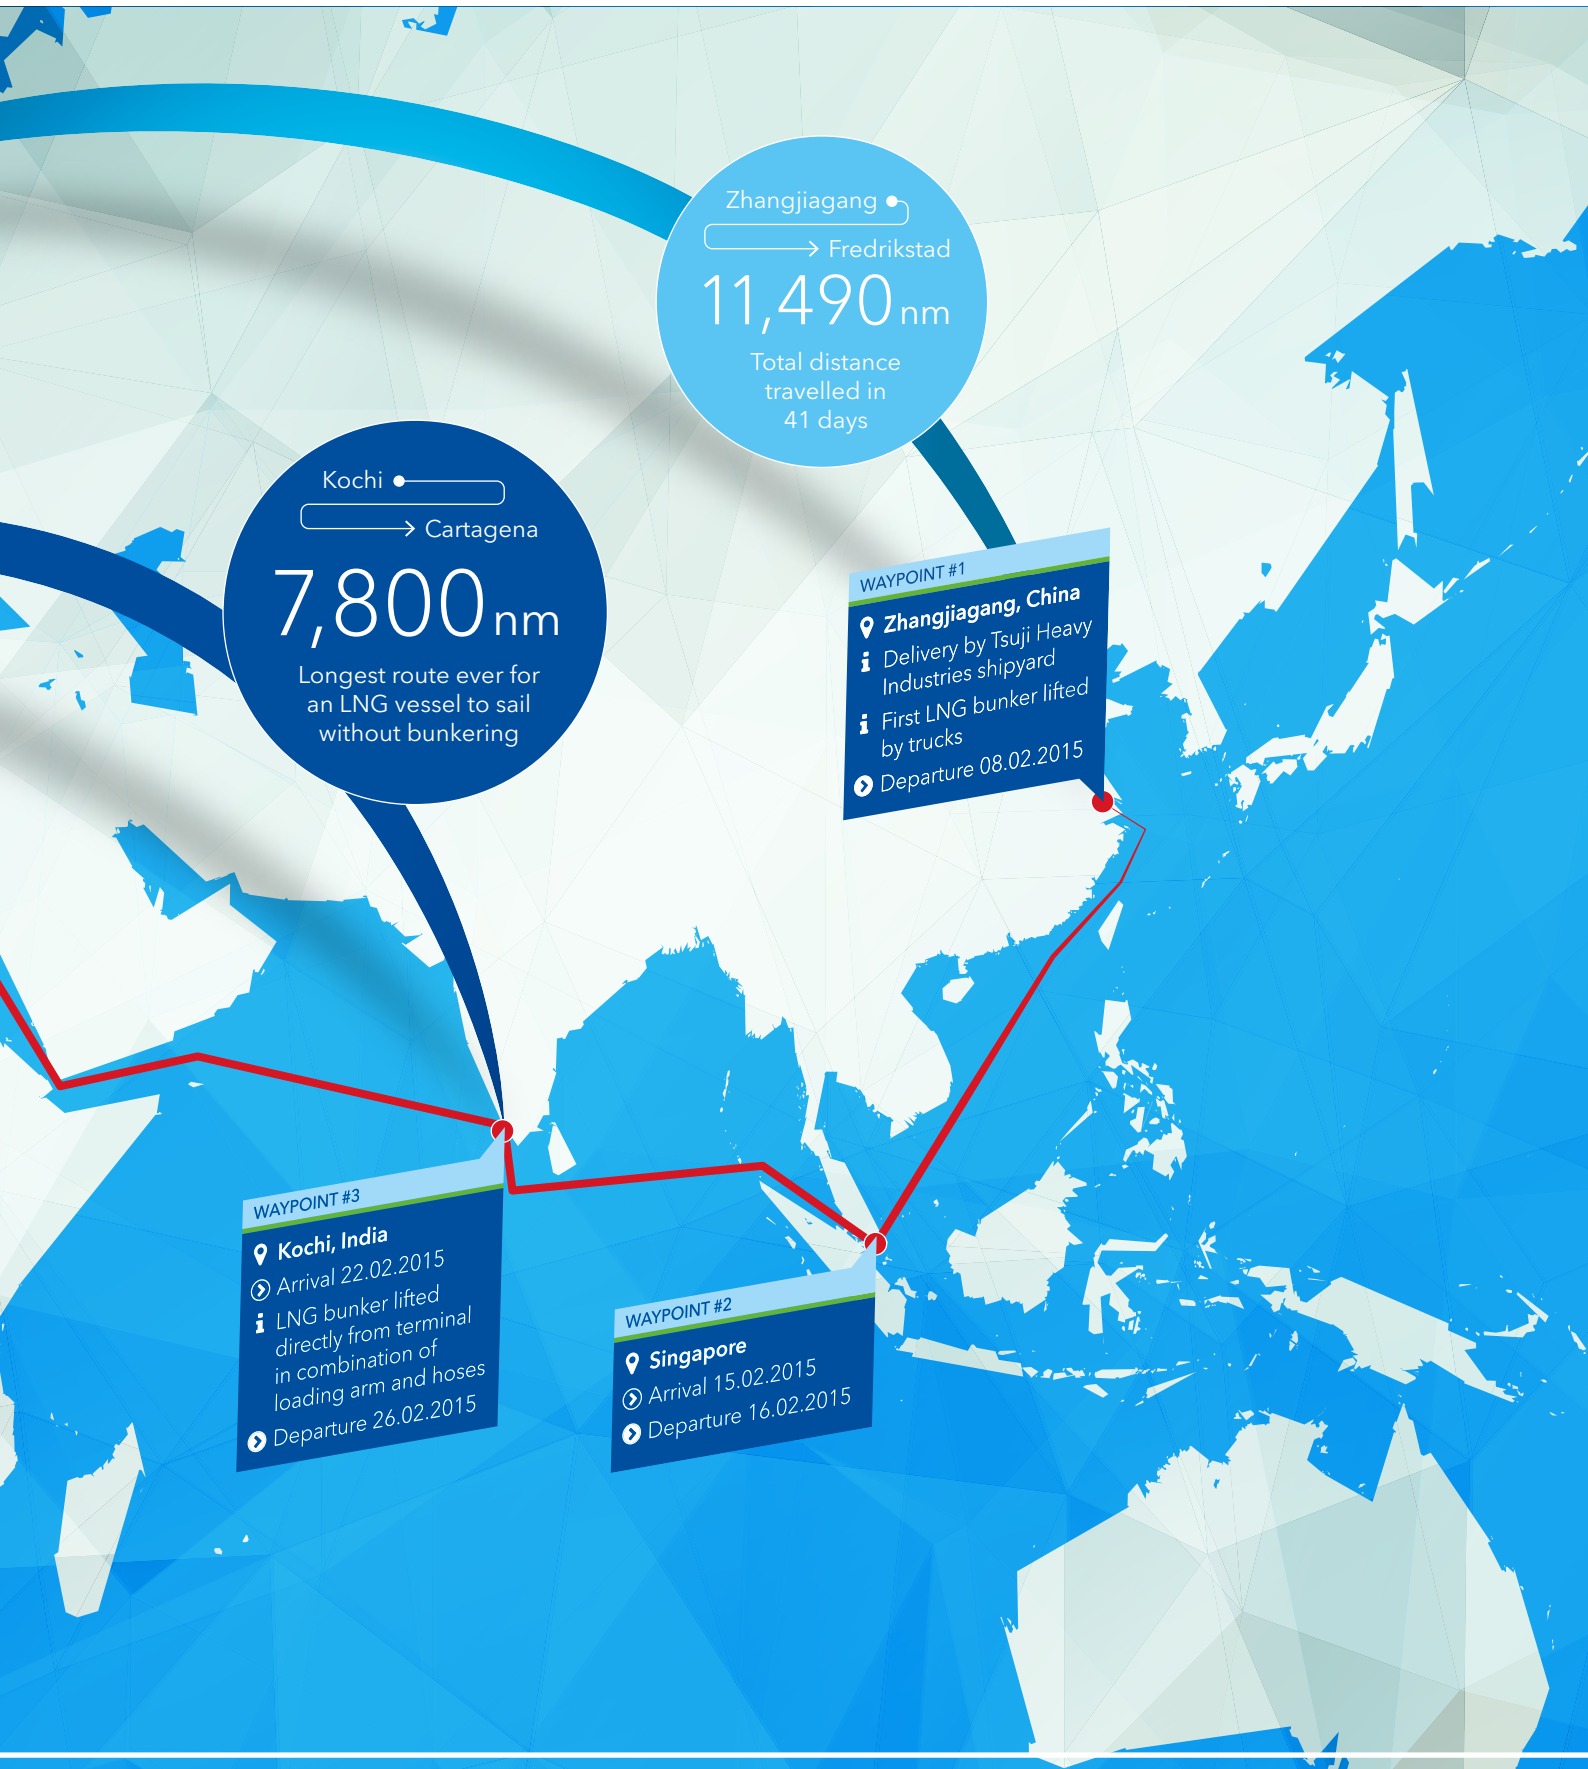 Zhangjiagang
Fredrikstad
11,490 nm
Total distance
travelled in
41 days
Kochi
Cartagena
7,800 nm
Longest route ever for
an LNG vessel to sail
without bunkering
WAYPOINT #1
Zhangjiagang, China
Delivery by Tsuji Heavy
Industries shipyard
First LNG bunker lifted
by trucks
Departure 08.02.2015
WAYPOINT #3
Kochi, India
Arrival 22.02.2015
LNG bunker lifted
directly from terminal
in combination of
loading arm and hoses
Departure 26.02.2015
WAYPOINT #2
Singapore
Arrival 15.02.2015
Departure 16.02.2015